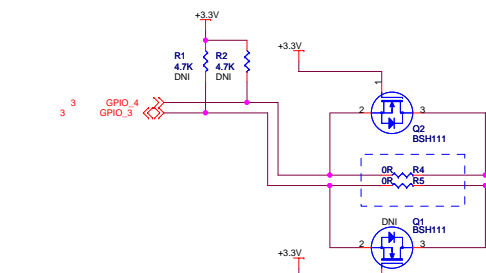 +3.3V
+3.3V
R1 R2
4.7K 4.7K
DNI DNI
1
3 GPIO_4
3 GPIO_3
2 3
Q2
BSH111
0R R4
0R R5
DNI Q1
BSH111
2 3
+3.3V